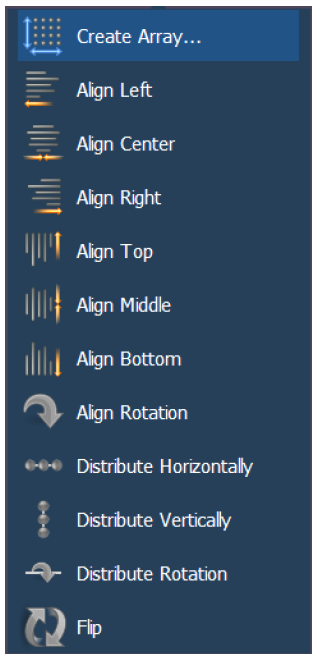 Create Array...
Align Left
Align Center
Align Right
Align Top
Align Middle
Align Bottom
Align Rotation
Distribute Horizontally
Distribute Vertically
Distribute Rotation
Flip